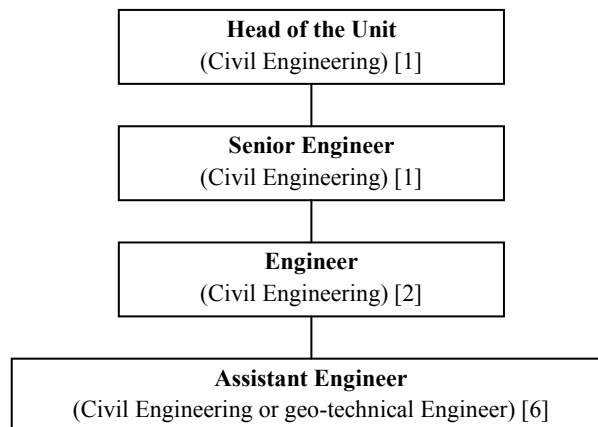 Head of the Unit
(Civil Engineering) [1]
Senior Engineer
(Civil Engineering) [1]
Engineer
(Civil Engineering) [2]
Assistant Engineer
(Civil Engineering or geo-technical Engineer) [6]